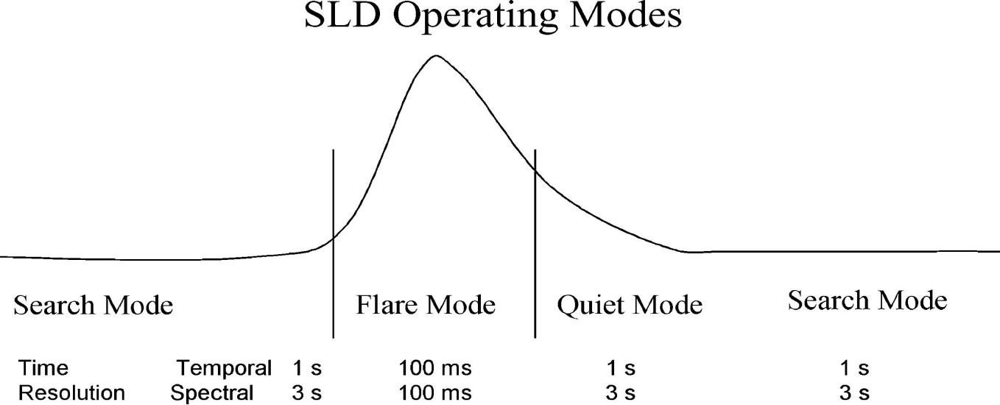 SLD Operating Modes
Search Mode Flare Mode Quiet Mode Search Mode
Time Temporal 1 s 100 ms 1 s 1 s
Resolution Spectral 3 s 100 ms 3 s 3 s